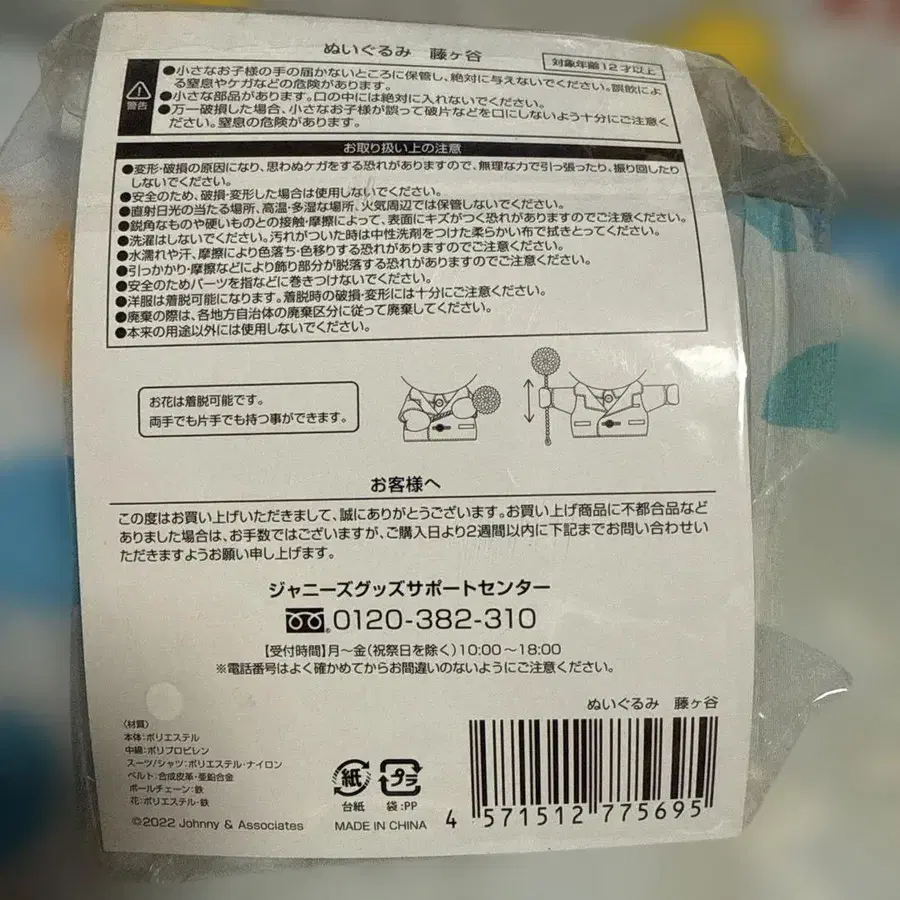 ぬいぐるみ　藤ヶ谷
対象年齢12才以上
警告
●小さなお子様の手の届かないところに保管し、絶対に与えないでください。誤飲によ
る窒息やケガなどの危険があります。
●小さな部品があります。口の中には絶対に入れないでください。
●万一破損した場合、小さなお子様が誤って破片などを口にしないよう十分にご注意く
ださい。窒息の危険があります。
お取り扱い上の注意
●変形・破損の原因になり、思わぬケガをする恐れがありますので、無理な力で引っ張ったり、振り回したり
しないでください。
●安全のため、破損・変形した場合は使用しないでください。
●直射日光の当たる場所、高温・多湿な場所、火気周辺では保管しないでください。
●鋭角なものや硬いものとの接触・摩擦によって、表面にキズがつく恐れがありますのでご注意ください。
●洗濯はしないでください。汚れがついた時は中性洗剤をつけた柔らかい布で拭きとってください。
●水濡れや汗、摩擦により色落ち・色移りする恐れがありますのでご注意ください。
●引っかかり・摩擦などにより飾り部分が脱落する恐れがありますのでご注意ください。
●安全のためパーツを指などに巻きつけないでください。
●洋服は着脱可能になります。着脱時の破損・変形には十分にご注意ください。
●廃棄の際は、各地方自治体の廃棄区分に従って廃棄してください。
●本来の用途以外には使用しないでください。
お花は着脱可能です。
両手でも片手でも持つ事ができます。
お客様へ
この度はお買い上げいただきまして、誠にありがとうございます。お買い上げ商品に不都合品など
ありました場合は、お手数ではございますが、ご購入日より2週間以内に下記までお問い合わせい
ただきますようお願い申し上げます。
ジャニーズグッズサポートセンター
0120-382-310
【受付時間】月～金(祝祭日を除く)10:00～18:00
※電話番号はよく確かめてからお間違いのないようにご注意ください。
ぬいぐるみ　藤ヶ谷
〈材質〉
本体:ポリエステル
中綿:ポリプロピレン
スーツ/シャツ:ポリエステル・ナイロン
ベルト:合成皮革・亜鉛合金
ボールチェーン:鉄
花:ポリエステル・鉄
©2022 Johnny & Associates
紙
台紙
プラ
袋:PP
MADE IN CHINA
4 571512 775695